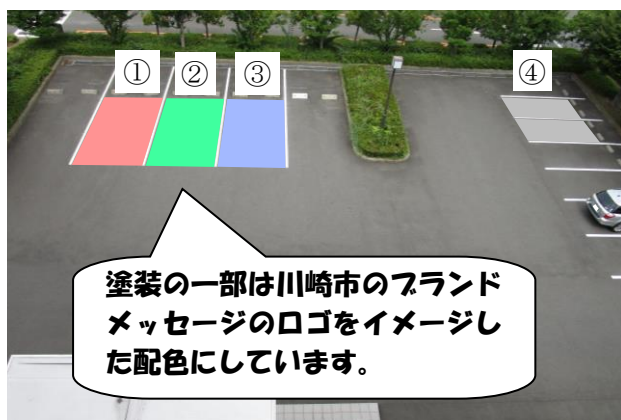 ① ② ③ ④
塗装の一部は川崎市のブランド
メッセージのロゴをイメージし
た配色にしています。